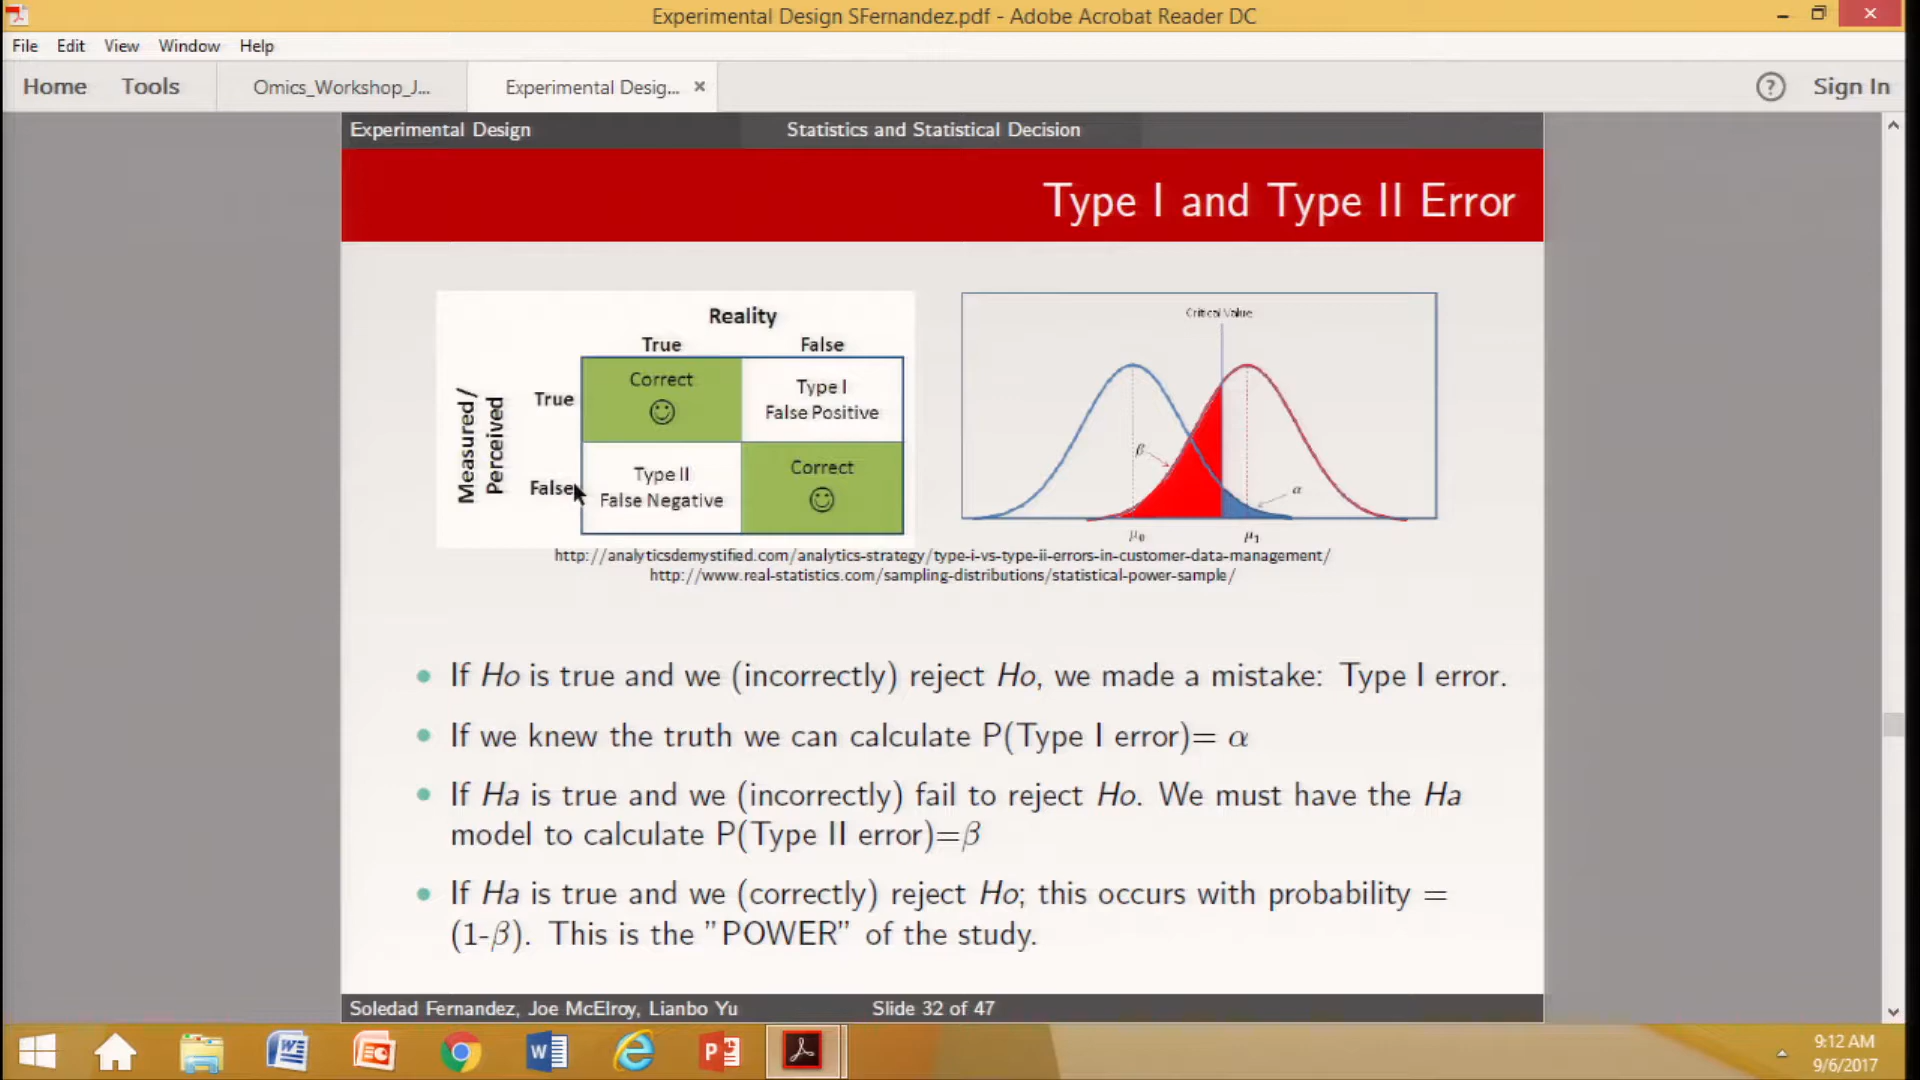 Experimental Design SFernandez.pdf - Adobe Acrobat Reader DC
File Edit View Window Help
Home Tools Omics_Workshop_J... Experimental Desig... × ? Sign In
Experimental Design Statistics and Statistical Decision
Type I and Type II Error
Reality
True False
Measured/
Perceived
True
Correct
Type I
False Positive
False
Type II
False Negative
Correct
Critical Value
β
α
μ0 μ1
http://analyticsdemystified.com/analytics-strategy/type-i-vs-type-ii-errors-in-customer-data-management/
http://www.real-statistics.com/sampling-distributions/statistical-power-sample/
• If Ho is true and we (incorrectly) reject Ho, we made a mistake: Type I error.
• If we knew the truth we can calculate P(Type I error)= α
• If Ha is true and we (incorrectly) fail to reject Ho. We must have the Ha
model to calculate P(Type II error)=β
• If Ha is true and we (correctly) reject Ho; this occurs with probability =
(1-β). This is the ”POWER” of the study.
Soledad Fernandez, Joe McElroy, Lianbo Yu Slide 32 of 47
9:12 AM
9/6/2017